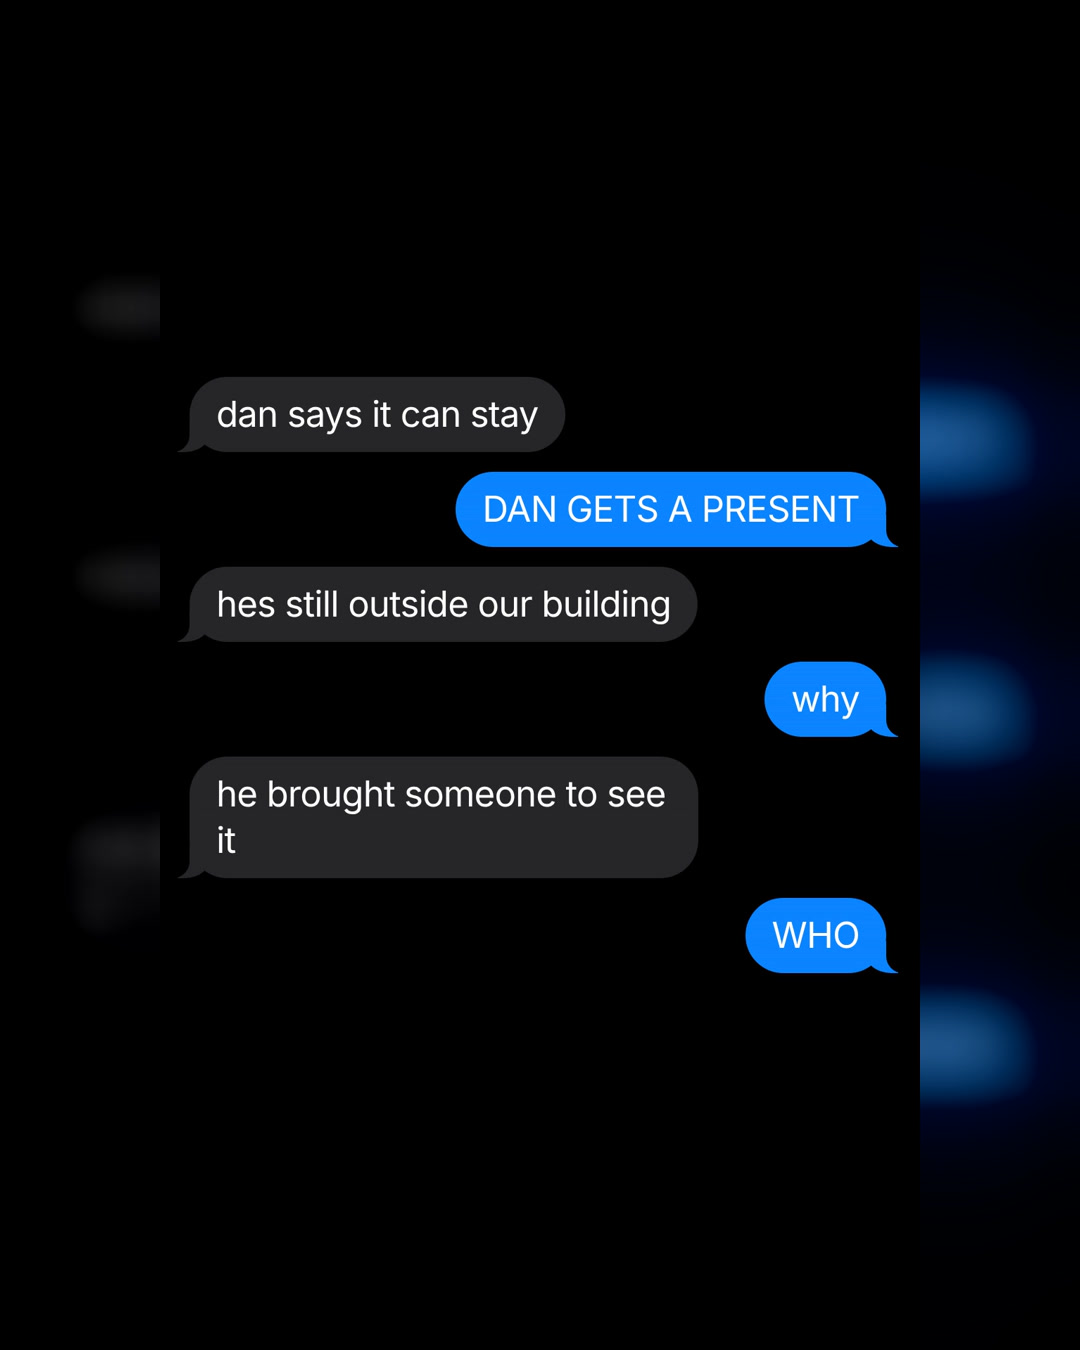 dan says it can stay
DAN GETS A PRESENT
hes still outside our building
why
he brought someone to see
it
WHO